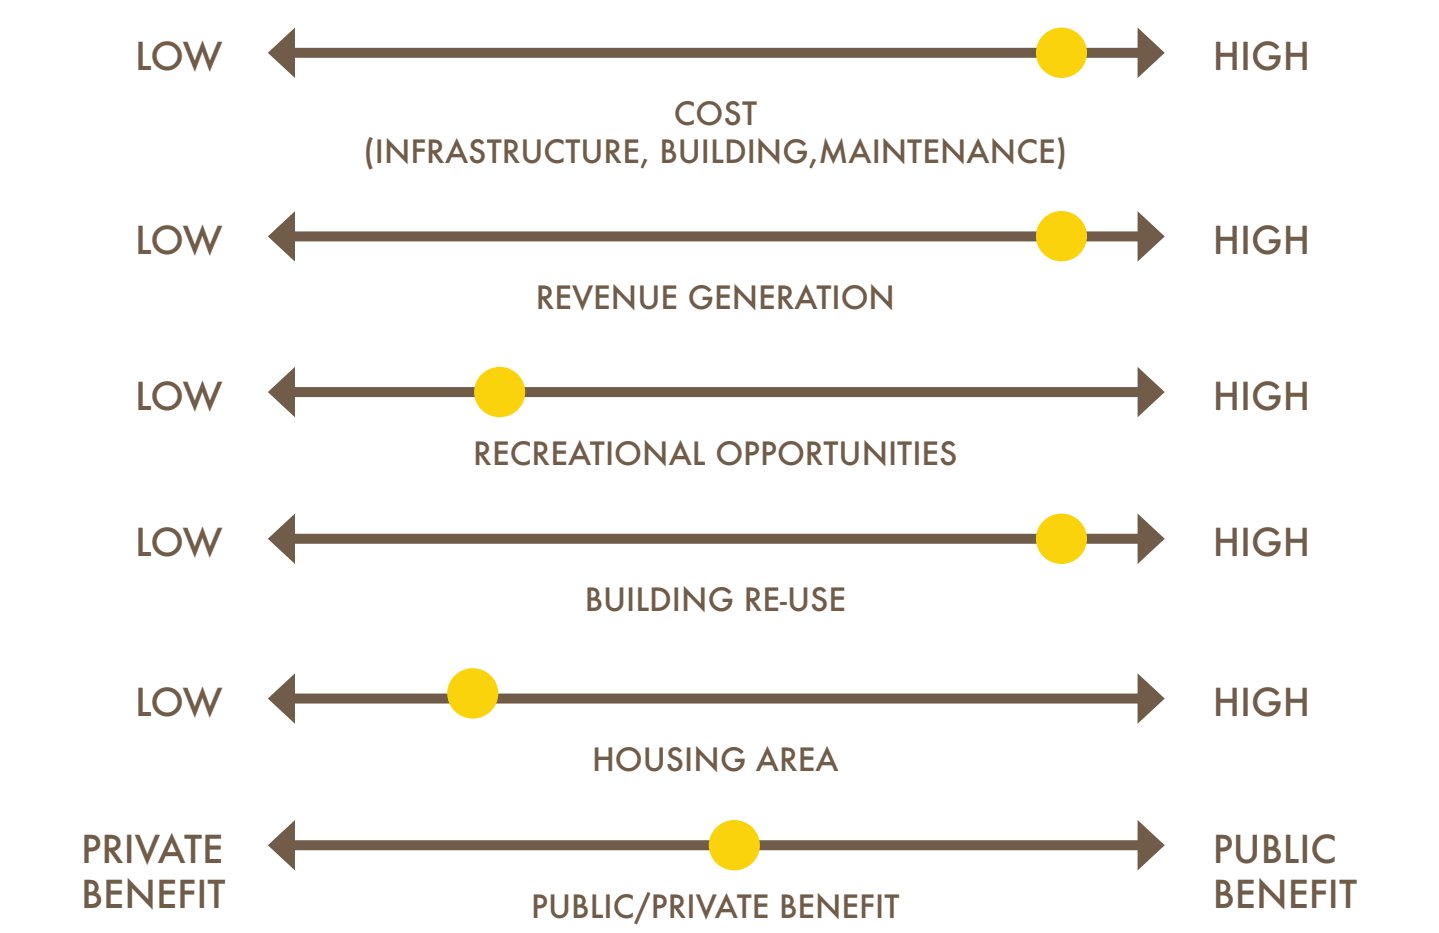 LOW HIGH
COST
(INFRASTRUCTURE, BUILDING,MAINTENANCE)
LOW HIGH
REVENUE GENERATION
LOW HIGH
RECREATIONAL OPPORTUNITIES
LOW HIGH
BUILDING RE-USE
LOW HIGH
HOUSING AREA
PRIVATE PUBLIC
BENEFIT BENEFIT
PUBLIC/PRIVATE BENEFIT